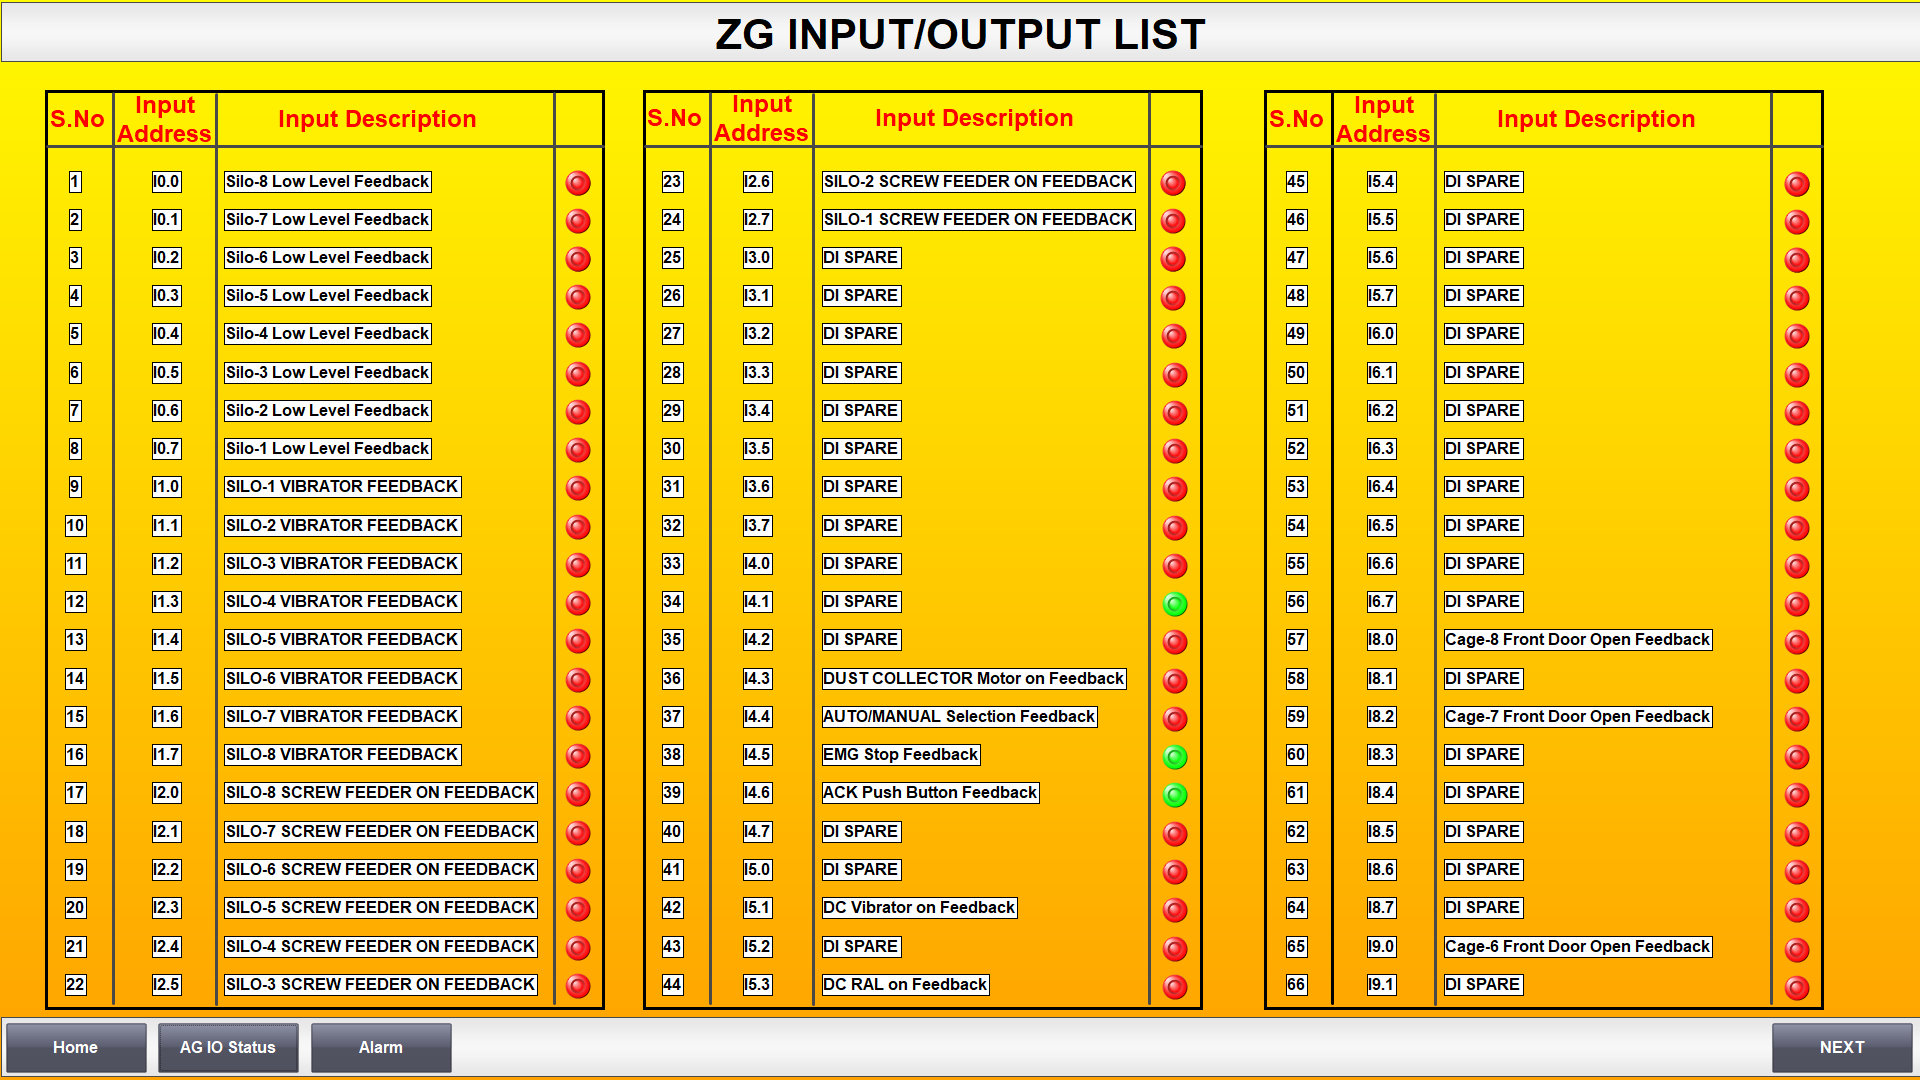 ZG INPUT/OUTPUT LIST
S.No Input Address Input Description
1 I0.0 Silo-8 Low Level Feedback
2 I0.1 Silo-7 Low Level Feedback
3 I0.2 Silo-6 Low Level Feedback
4 I0.3 Silo-5 Low Level Feedback
5 I0.4 Silo-4 Low Level Feedback
6 I0.5 Silo-3 Low Level Feedback
7 I0.6 Silo-2 Low Level Feedback
8 I0.7 Silo-1 Low Level Feedback
9 I1.0 SILO-1 VIBRATOR FEEDBACK
10 I1.1 SILO-2 VIBRATOR FEEDBACK
11 I1.2 SILO-3 VIBRATOR FEEDBACK
12 I1.3 SILO-4 VIBRATOR FEEDBACK
13 I1.4 SILO-5 VIBRATOR FEEDBACK
14 I1.5 SILO-6 VIBRATOR FEEDBACK
15 I1.6 SILO-7 VIBRATOR FEEDBACK
16 I1.7 SILO-8 VIBRATOR FEEDBACK
17 I2.0 SILO-8 SCREW FEEDER ON FEEDBACK
18 I2.1 SILO-7 SCREW FEEDER ON FEEDBACK
19 I2.2 SILO-6 SCREW FEEDER ON FEEDBACK
20 I2.3 SILO-5 SCREW FEEDER ON FEEDBACK
21 I2.4 SILO-4 SCREW FEEDER ON FEEDBACK
22 I2.5 SILO-3 SCREW FEEDER ON FEEDBACK
S.No Input Address Input Description
23 I2.6 SILO-2 SCREW FEEDER ON FEEDBACK
24 I2.7 SILO-1 SCREW FEEDER ON FEEDBACK
25 I3.0 DI SPARE
26 I3.1 DI SPARE
27 I3.2 DI SPARE
28 I3.3 DI SPARE
29 I3.4 DI SPARE
30 I3.5 DI SPARE
31 I3.6 DI SPARE
32 I3.7 DI SPARE
33 I4.0 DI SPARE
34 I4.1 DI SPARE
35 I4.2 DI SPARE
36 I4.3 DUST COLLECTOR Motor on Feedback
37 I4.4 AUTO/MANUAL Selection Feedback
38 I4.5 EMG Stop Feedback
39 I4.6 ACK Push Button Feedback
40 I4.7 DI SPARE
41 I5.0 DI SPARE
42 I5.1 DC Vibrator on Feedback
43 I5.2 DI SPARE
44 I5.3 DC RAL on Feedback
S.No Input Address Input Description
45 I5.4 DI SPARE
46 I5.5 DI SPARE
47 I5.6 DI SPARE
48 I5.7 DI SPARE
49 I6.0 DI SPARE
50 I6.1 DI SPARE
51 I6.2 DI SPARE
52 I6.3 DI SPARE
53 I6.4 DI SPARE
54 I6.5 DI SPARE
55 I6.6 DI SPARE
56 I6.7 DI SPARE
57 I8.0 Cage-8 Front Door Open Feedback
58 I8.1 DI SPARE
59 I8.2 Cage-7 Front Door Open Feedback
60 I8.3 DI SPARE
61 I8.4 DI SPARE
62 I8.5 DI SPARE
63 I8.6 DI SPARE
64 I8.7 DI SPARE
65 I9.0 Cage-6 Front Door Open Feedback
66 I9.1 DI SPARE
Home AG IO Status Alarm NEXT